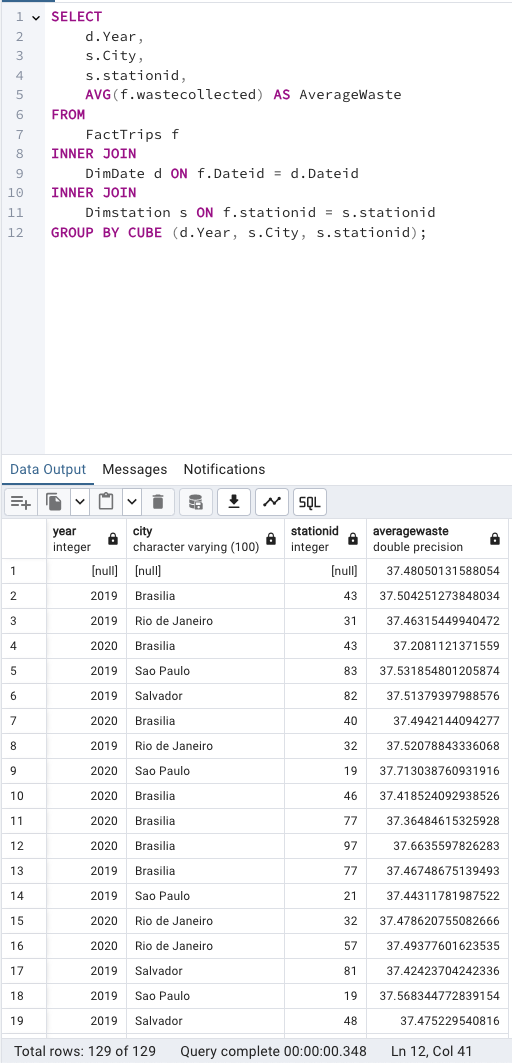 1 SELECT
2 d.Year,
3 s.City,
4 s.stationid,
5 AVG(f.wastecollected) AS AverageWaste
6 FROM
7 FactTrips f
8 INNER JOIN
9 DimDate d ON f.Dateid = d.Dateid
10 INNER JOIN
11 Dimstation s ON f.stationid = s.stationid
12 GROUP BY CUBE (d.Year, s.City, s.stationid);
Data Output Messages Notifications
SQL
year city stationid averagewaste
integer character varying (100) integer double precision
1 [null] [null] [null] 37.48050131588054
2 2019 Brasilia 43 37.504251273848034
3 2019 Rio de Janeiro 31 37.46315449940472
4 2020 Brasilia 43 37.2081121371559
5 2019 Sao Paulo 83 37.531854801205874
6 2019 Salvador 82 37.51379397988576
7 2020 Brasilia 40 37.4942144094277
8 2019 Rio de Janeiro 32 37.52078843336068
9 2020 Sao Paulo 19 37.713038760931916
10 2020 Brasilia 46 37.418524092938526
11 2020 Brasilia 77 37.36484615325928
12 2020 Brasilia 97 37.6635597826283
13 2019 Brasilia 77 37.46748675139493
14 2019 Sao Paulo 21 37.44311781987522
15 2020 Rio de Janeiro 32 37.478620755082666
16 2020 Rio de Janeiro 57 37.49377601623535
17 2019 Salvador 81 37.42423704242336
18 2019 Sao Paulo 19 37.568344772839154
19 2019 Salvador 48 37.475229540816
Total rows: 129 of 129 Query complete 00:00:00.348 Ln 12, Col 41